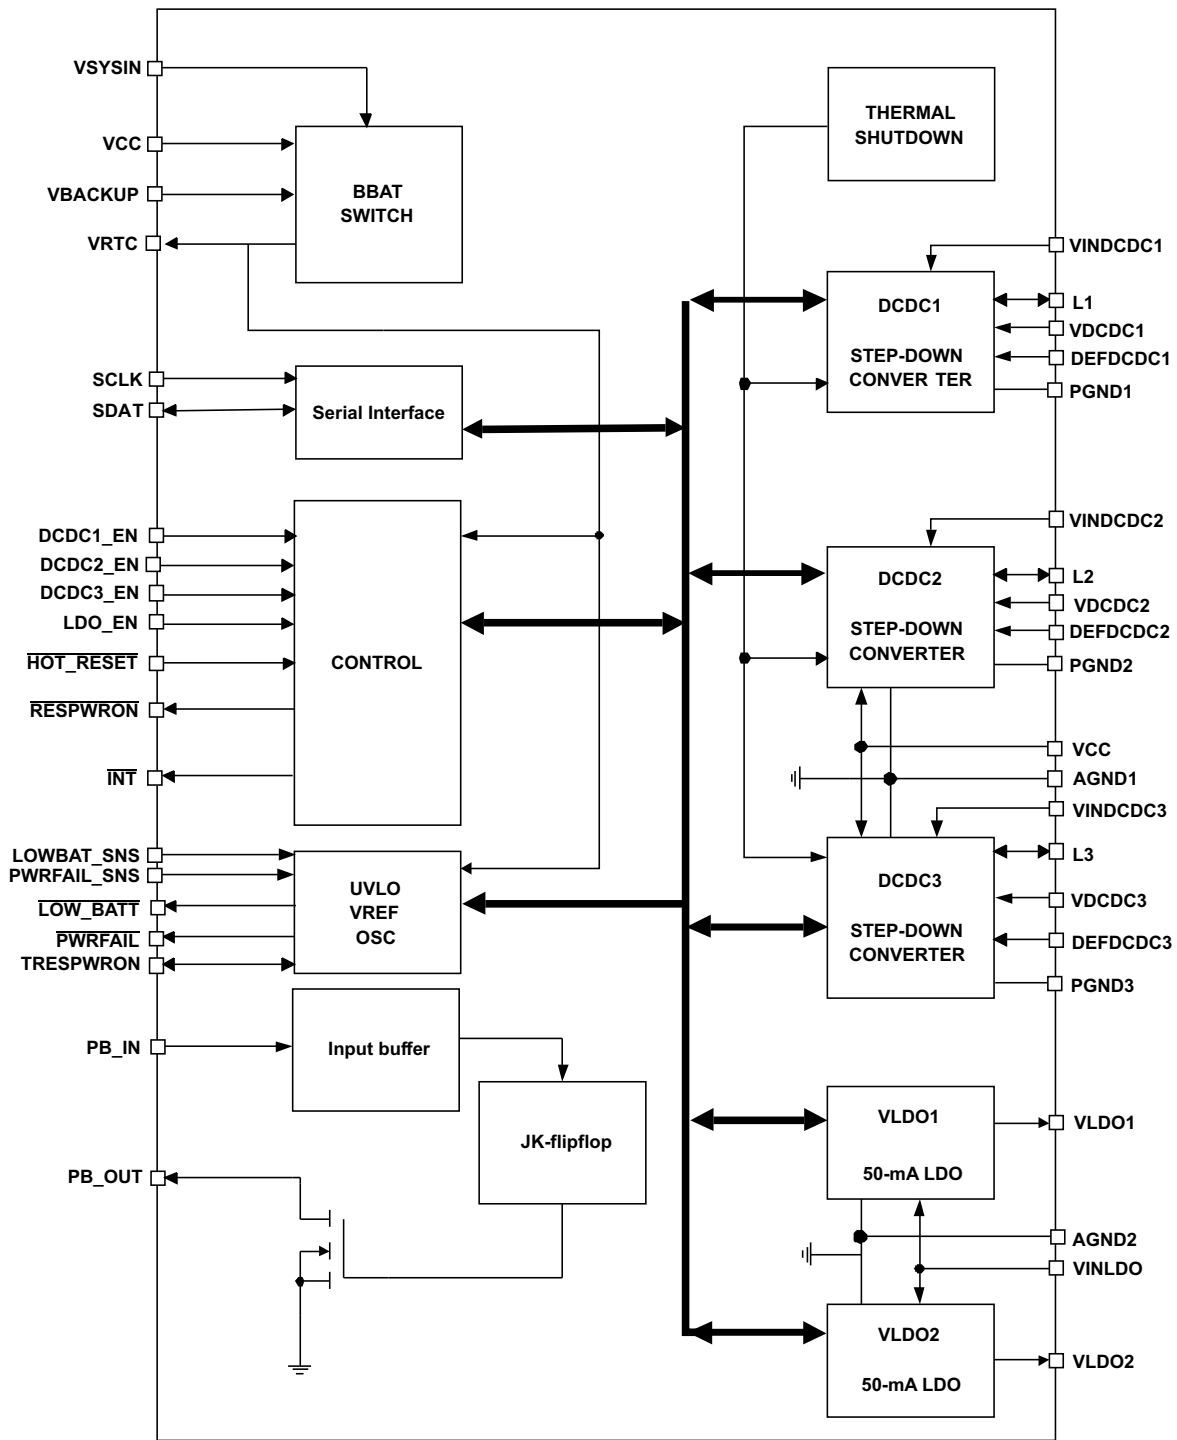 VSYSIN
VCC
VBACKUP
VRTC
BBAT
SWITCH
THERMAL
SHUTDOWN
SCLK
SDAT
Serial Interface
DCDC1_EN
DCDC2_EN
DCDC3_EN
LDO_EN
HOT_RESET
RESPWRON
INT
CONTROL
LOWBAT_SNS
PWRFAIL_SNS
LOW_BATT
PWRFAIL
TRESPWRON
UVLO
VREF
OSC
PB_IN
Input buffer
JK-flipflop
PB_OUT
DCDC1
STEP-DOWN
CONVER TER
VINDCDC1
L1
VDCDC1
DEFDCDC1
PGND1
DCDC2
STEP-DOWN
CONVERTER
VINDCDC2
L2
VDCDC2
DEFDCDC2
PGND2
VCC
AGND1
VINDCDC3
DCDC3
STEP-DOWN
CONVERTER
L3
VDCDC3
DEFDCDC3
PGND3
VLDO1
50-mA LDO
VLDO1
AGND2
VINLDO
VLDO2
50-mA LDO
VLDO2